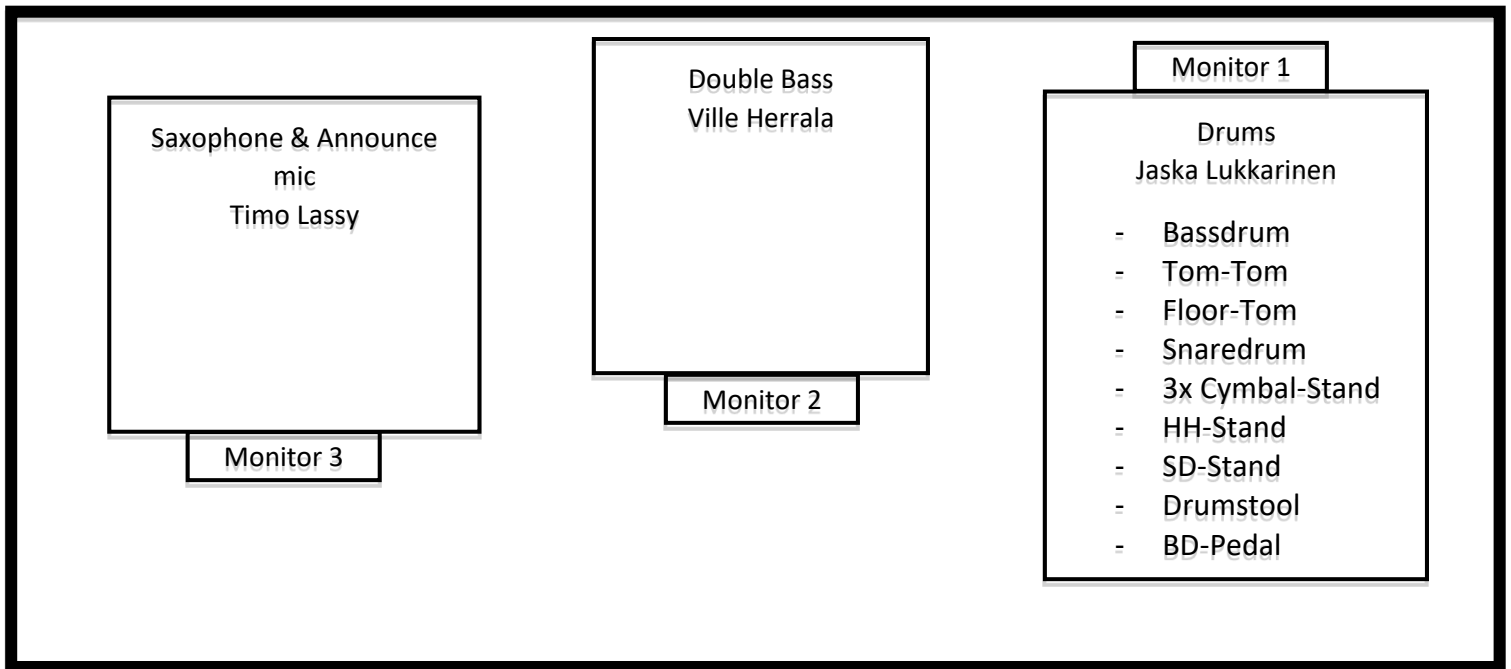 Saxophone & Announce
mic
Timo Lassy
Monitor 3
Double Bass
Ville Herrala
Monitor 2
Monitor 1
Drums
Jaska Lukkarinen
- Bassdrum
- Tom-Tom
- Floor-Tom
- Snaredrum
- 3x Cymbal-Stand
- HH-Stand
- SD-Stand
- Drumstool
- BD-Pedal